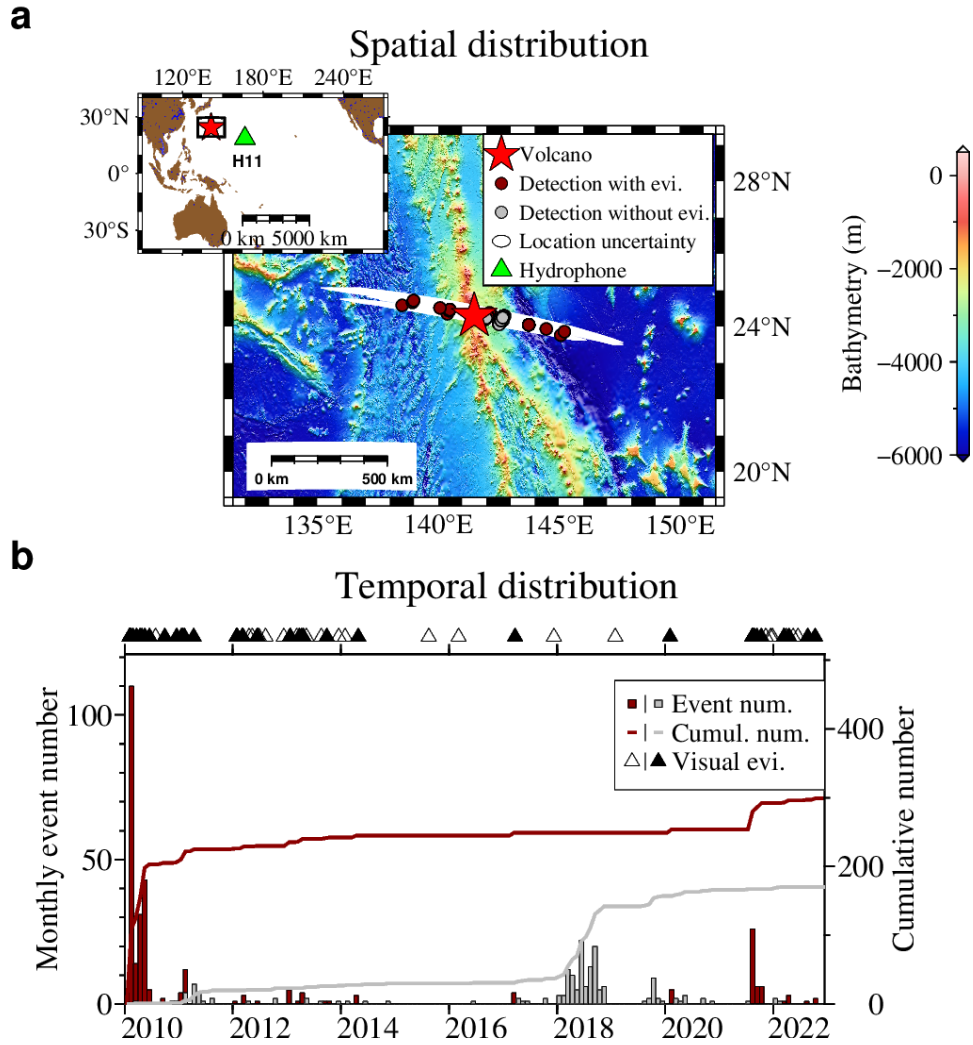 a
Spatial distribution
120°E 180°E 240°E
30°N
0°
30°S
H11
0 km 5000 km
Volcano
Detection with evi.
Detection without evi.
Location uncertainty
Hydrophone
28°N
24°N
20°N
0 km 500 km
135°E 140°E 145°E 150°E
Bathymetry (m)
0
−2000
−4000
−6000
b
Temporal distribution
Monthly event number
100
50
0
Event num.
Cumul. num.
Visual evi.
400
200
0
Cumulative number
2010 2012 2014 2016 2018 2020 2022